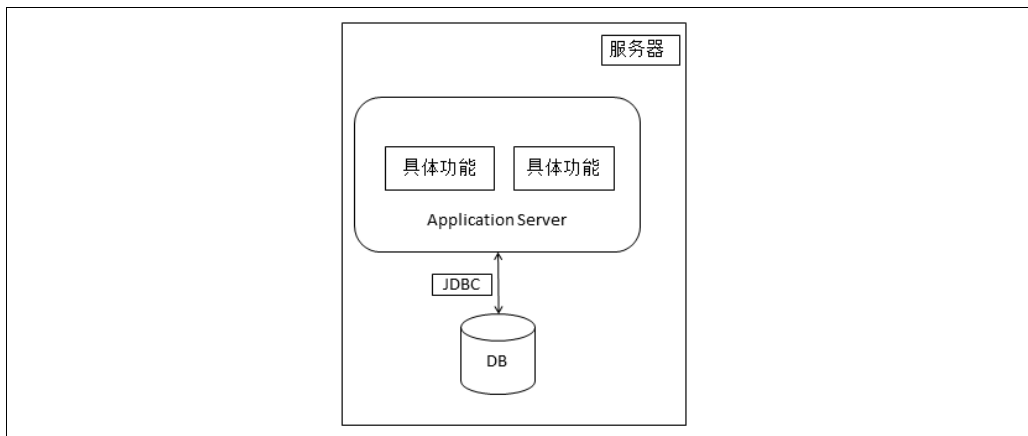 服务器
具体功能
具体功能
Application Server
JDBC
DB